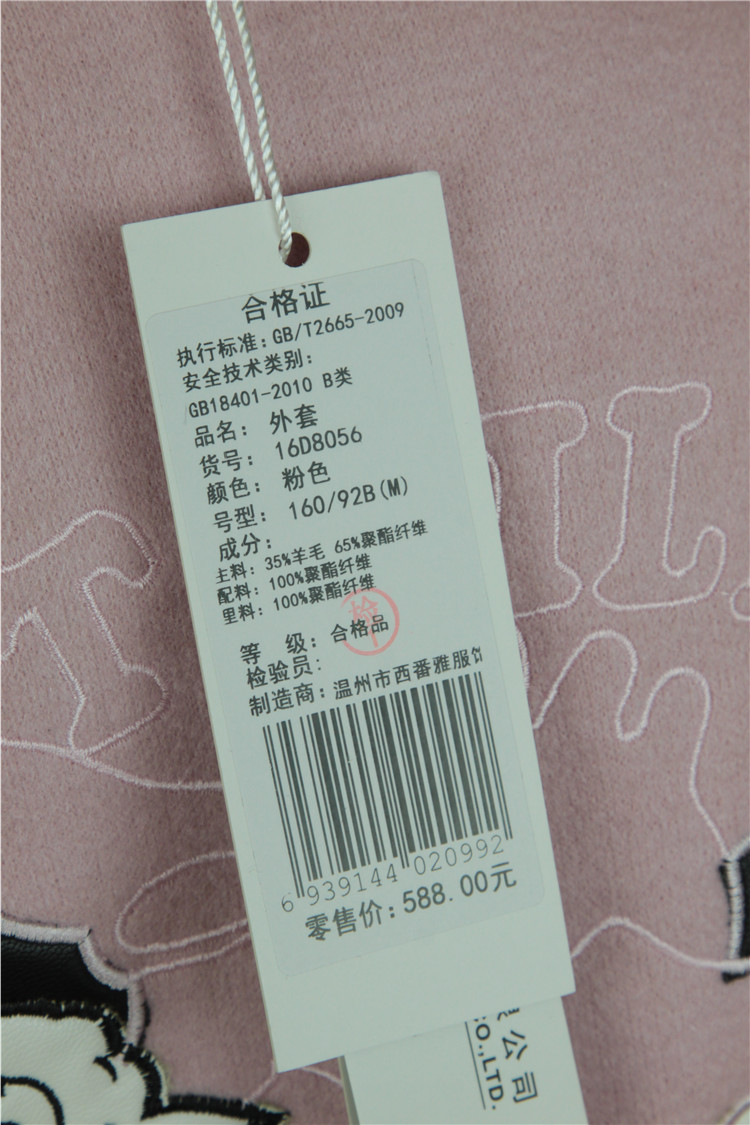 合格证
执行标准:GB/T2665-2009
安全技术类别:
GB18401-2010 B类
品名: 外套
货号: 16D8056
颜色: 粉色
号型: 160/92B(M)
成分:
主料: 35%羊毛 65%聚酯纤维
配料: 100%聚酯纤维
里料: 100%聚酯纤维
检
等 级: 合格品
检验员:
制造商:温州市西番雅服饰
6 939144 020992
零售价:588.00元
公司
CO.,LTD.